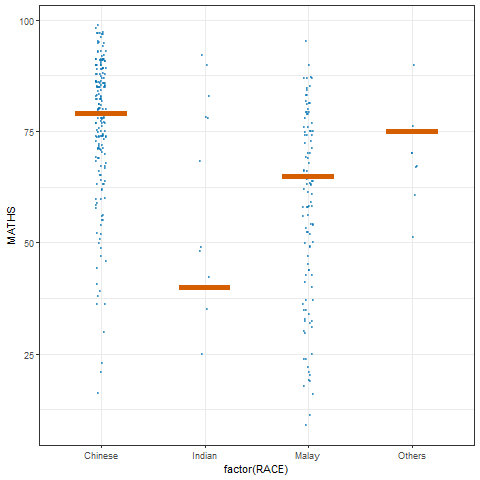 100
75
50
25
MATHS
Chinese
Indian
Malay
Others
factor(RACE)